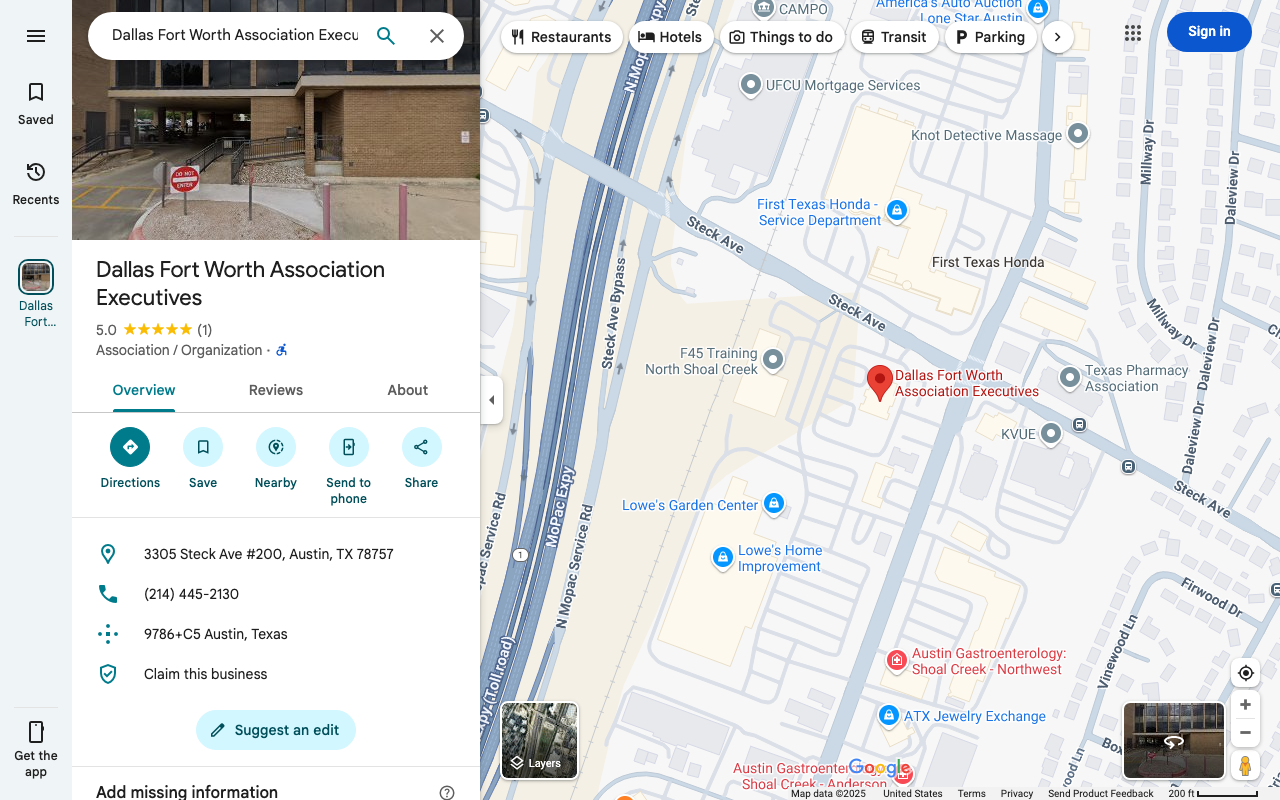 Dallas Fort Worth Association Execu
Saved
Recents
Dallas
Fort...
Get the
app
DO NOT
ENTER
Dallas Fort Worth Association
Executives
5.0 (1)
Association / Organization ·
Overview
Reviews
About
Directions
Save
Nearby
Send to
phone
Share
3305 Steck Ave #200, Austin, TX 78757
(214) 445-2130
9786+C5 Austin, Texas
Claim this business
Suggest an edit
Add missing information
Restaurants
Hotels
Things to do
Transit
Parking
Sign in
CAMPO
America's Auto Auction
Lone Star Austin
N Mopac Expy
UFCU Mortgage Services
Knot Detective Massage
Millway Dr
Daleview Dr
First Texas Honda -
Service Department
Steck Ave
First Texas Honda
Steck Ave Bypass
Steck Ave
Millway Dr
Daleview Dr
F45 Training
North Shoal Creek
Dallas Fort Worth
Association Executives
Texas Pharmacy
Association
KVUE
Daleview Dr
Steck Ave
MoPac Expy
Lowe's Garden Center
Lowe's Home
Improvement
1
N Mopac Service Rd
pac Service Rd
Firwood Dr
Vinewood Ln
Austin Gastroenterology:
Shoal Creek - Northwest
Expy (Toll road)
ATX Jewelry Exchange
Vinewood Ln
Austin Gastroenter
Shoal Creek - Anderson
Layers
Google
Map data ©2025
United States
Terms
Privacy
Send Product Feedback
200 ft